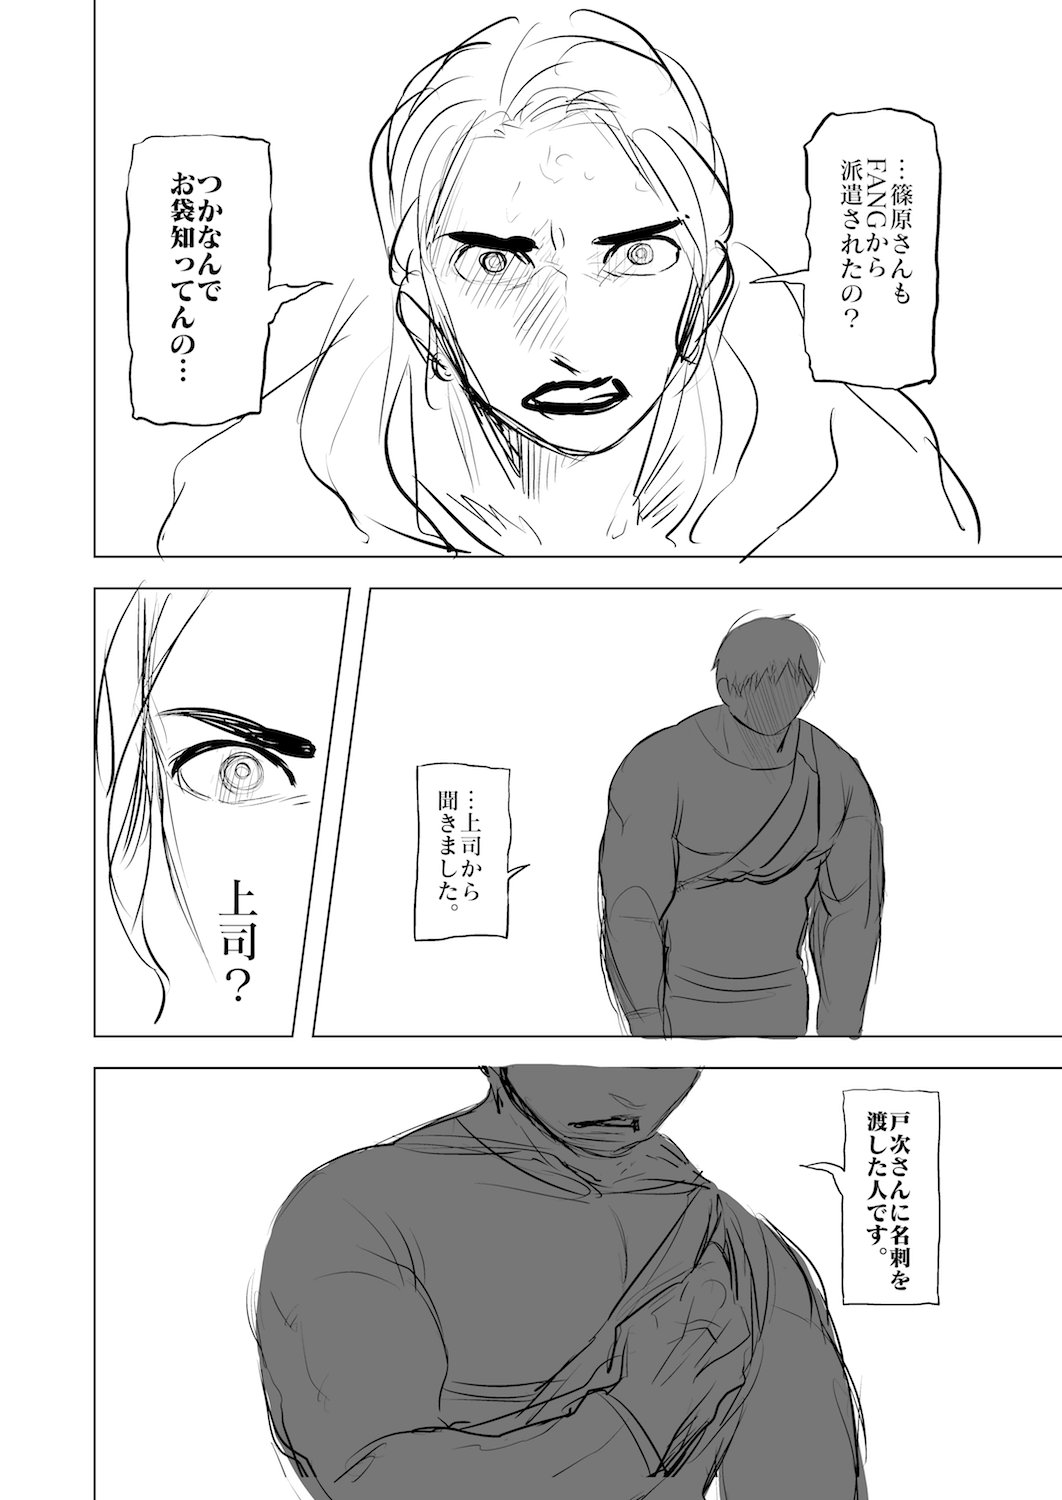 …篠原さんも
FANGから
派遣されたの？
つかなんで
お袋知ってんの…
…上司から
聞きました。
上司？
戸次さんに名刺を
渡した人です。